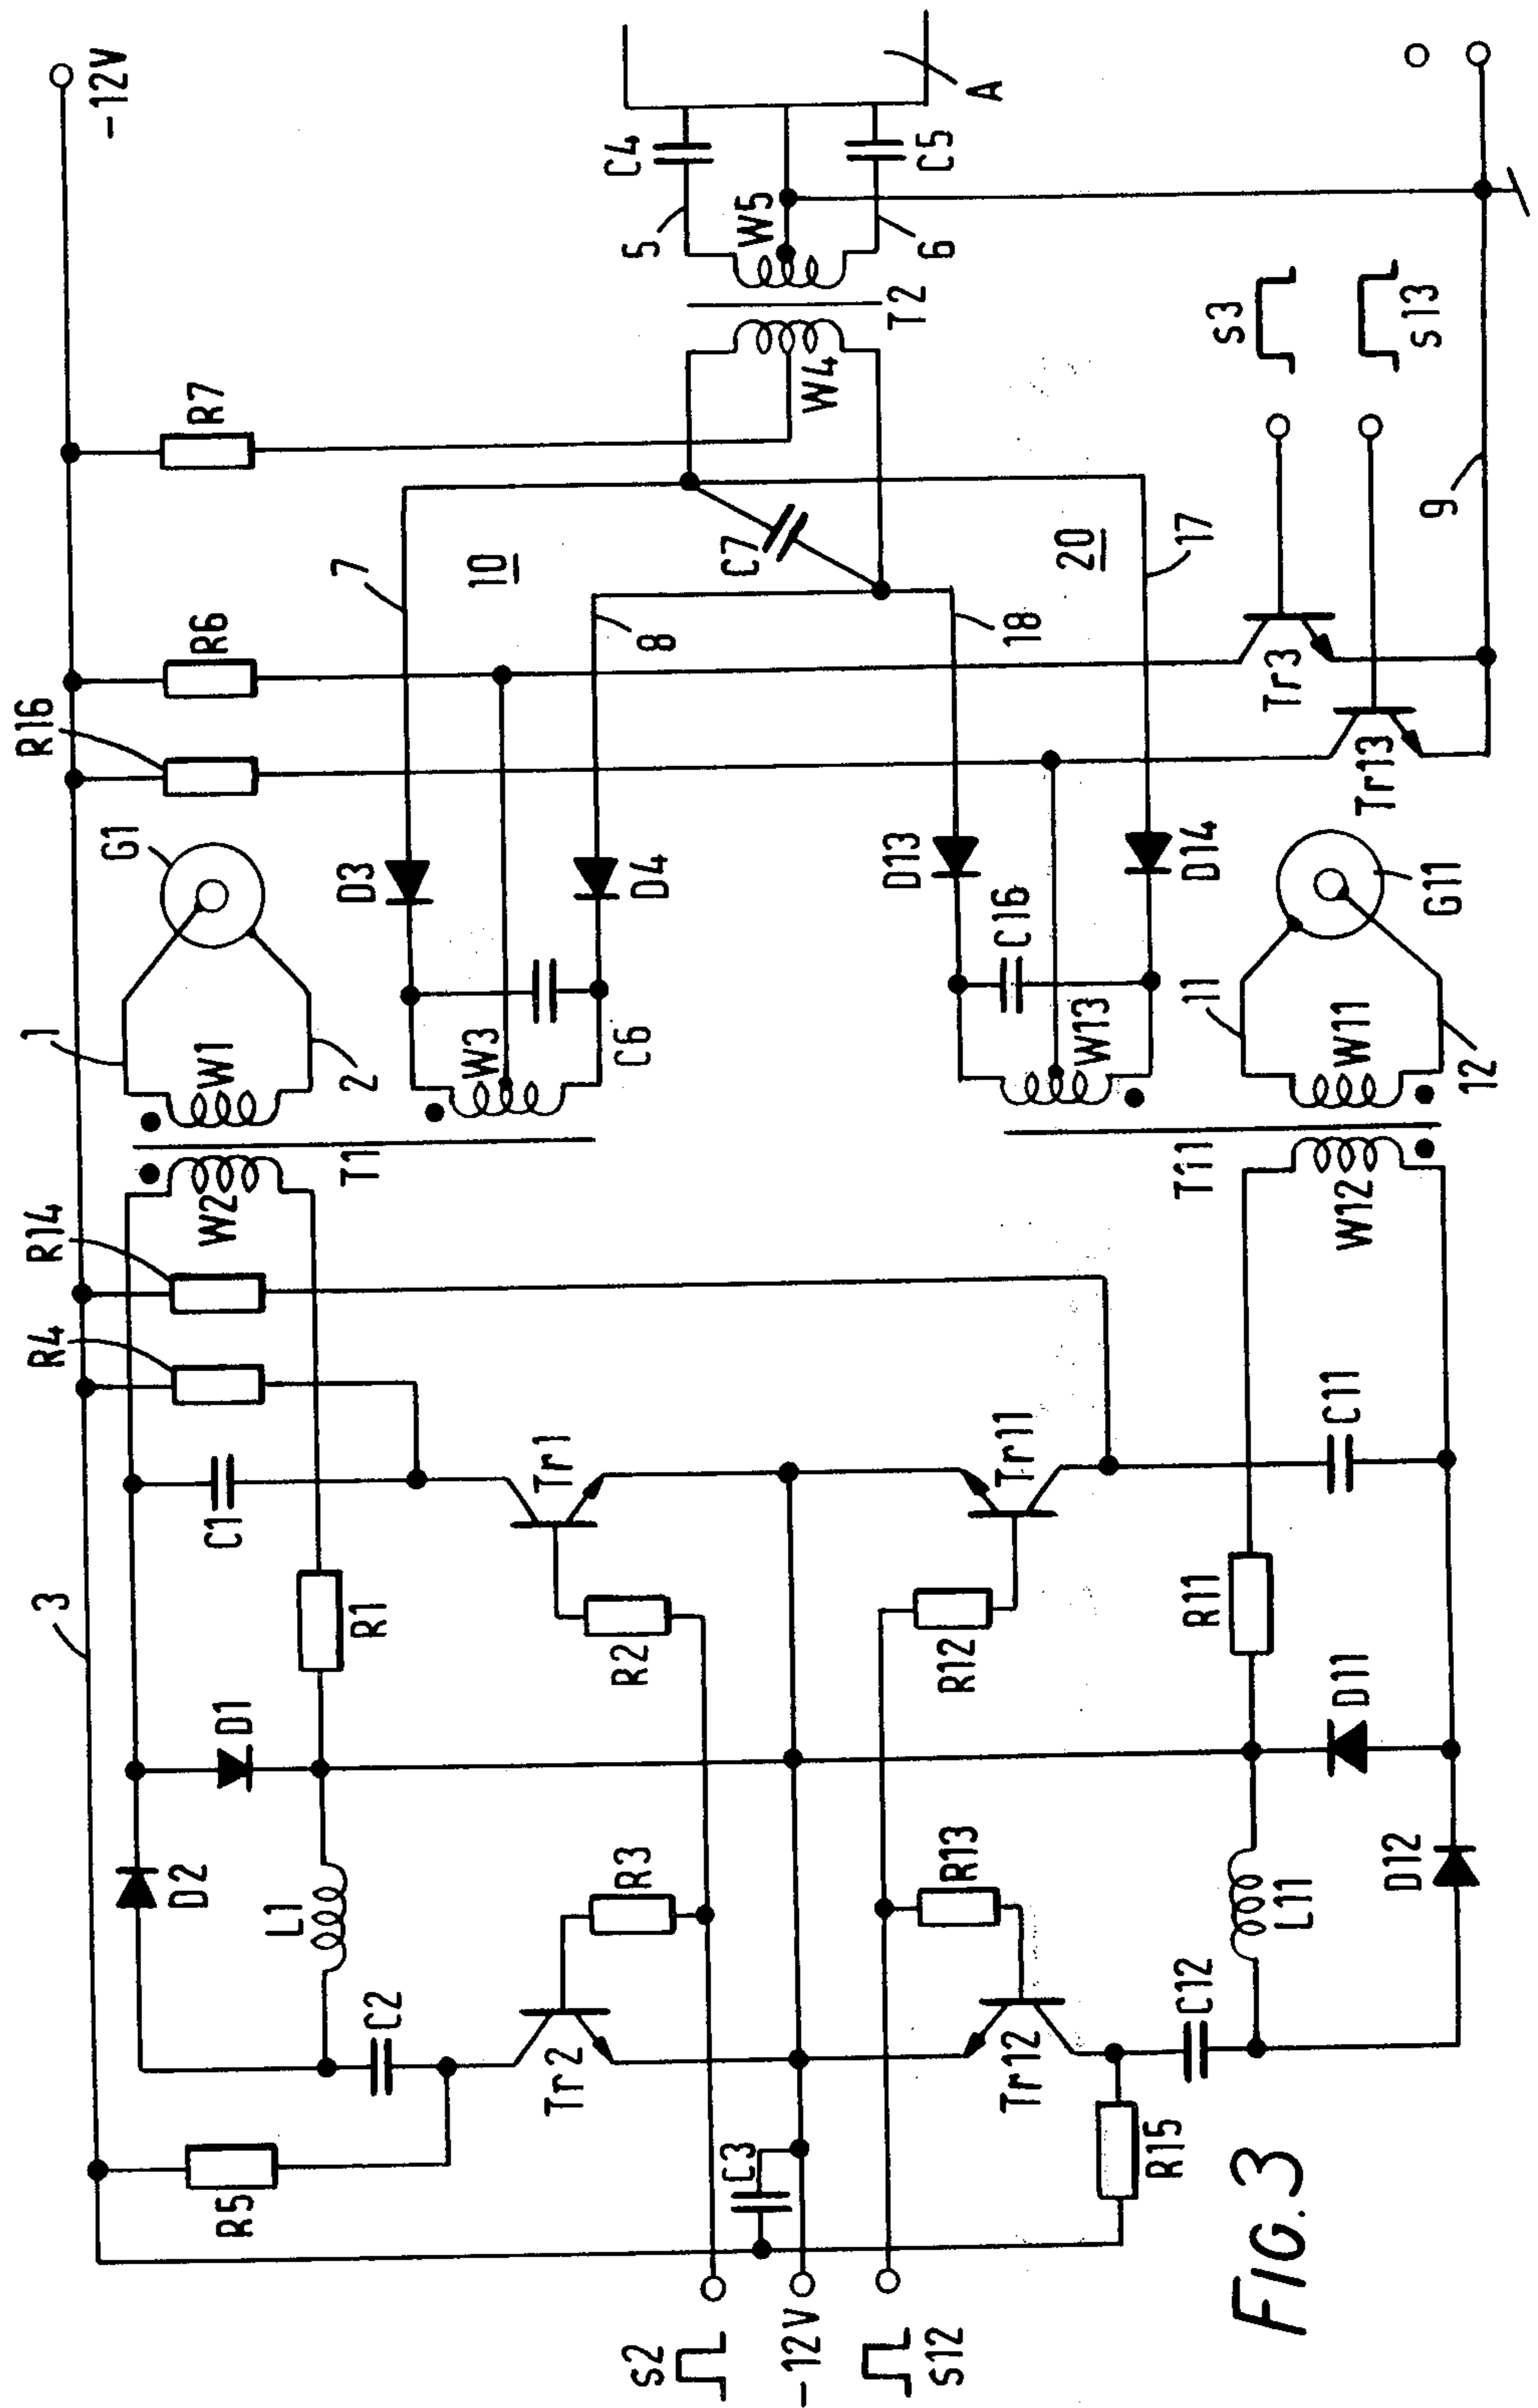 -12V
R16
R6
R7
C4
5
W5
6
C5
A
T2
W4
G1
1
W1
2
7
10
D3
8
D4
C7
W3
C6
18
20
17
D13
C16
D14
W13
s3
s13
Tr3
Tr13
9
11
W11
12
G11
R14
R4
W2
T1
T11
W12
3
C1
Tr1
Tr11
C11
R1
R2
R12
R11
D1
D11
D2
L1
R3
R13
L11
D12
C2
Tr2
Tr12
C12
R5
C3
R15
s2
-12V
s12
FIG. 3